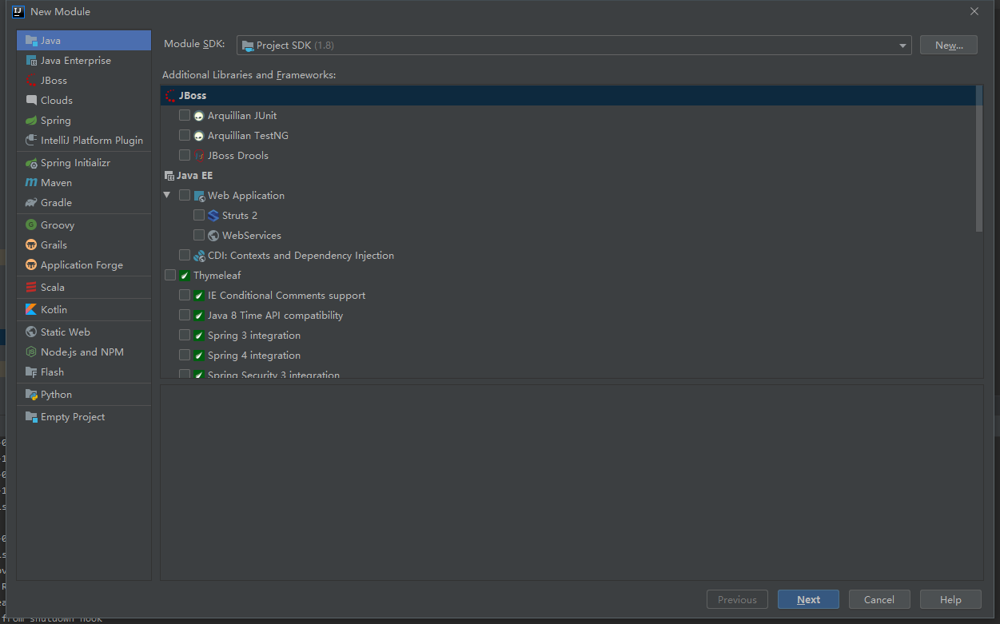 New Module
Java
Java Enterprise
JBoss
Clouds
Spring
IntelliJ Platform Plugin
Spring Initializr
Maven
Gradle
Groovy
Grails
Application Forge
Scala
Kotlin
Static Web
Node.js and NPM
Flash
Python
Empty Project
Module SDK: Project SDK (1.8) New...
Additional Libraries and Frameworks:
JBoss
Arquillian JUnit
Arquillian TestNG
JBoss Drools
Java EE
Web Application
Struts 2
WebServices
CDI: Contexts and Dependency Injection
Thymeleaf
IE Conditional Comments support
Java 8 Time API compatibility
Spring 3 integration
Spring 4 integration
Spring Security 3 integration
Previous Next Cancel Help
from shutdown hook